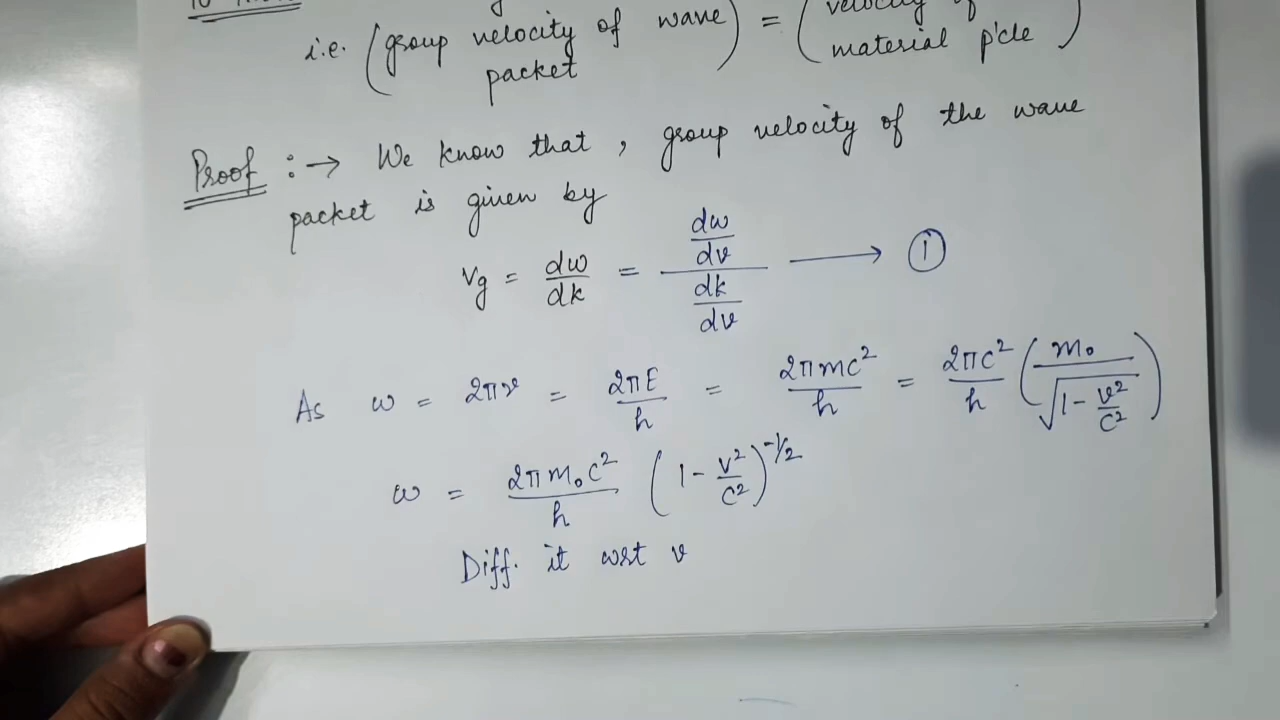 i.e. (group velocity of wave packet) = (velocity of material p'cle)
Proof :→ We know that, group velocity of the wave
packet is given by
vg = dω/dk = (dω/dv)/(dk/dv) ⟶ ①
As ω = 2πν = 2πE/h = 2πmc²/h = 2πc²/h (m₀/√(1 - v²/c²))
ω = 2πm₀c²/h (1 - v²/c²)^(-1/2)
Diff. it wrt v